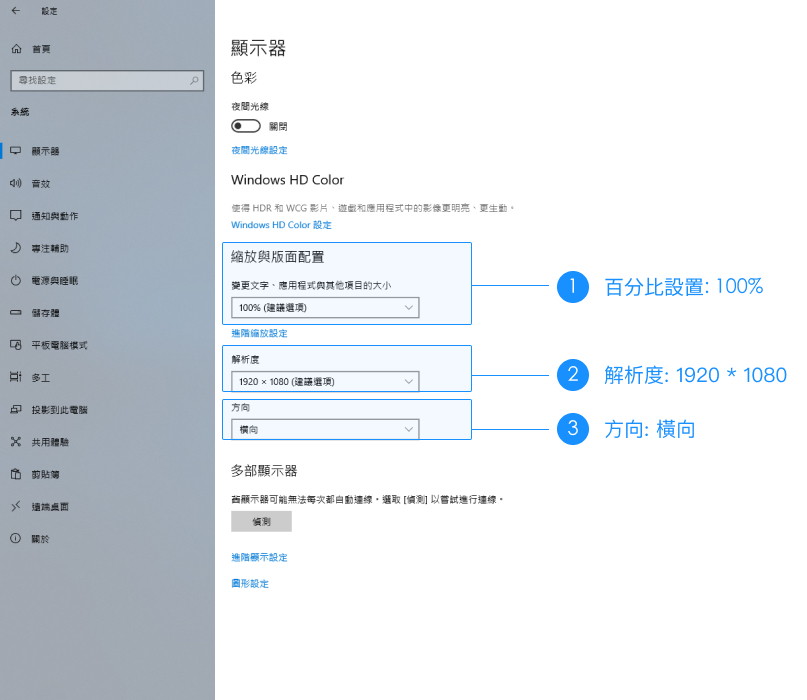 設定
首頁
尋找設定
系統
顯示器
音效
通知與動作
專注輔助
電源與睡眠
儲存體
平板電腦模式
多工
投影到此電腦
共用體驗
剪貼簿
遠端桌面
關於
顯示器
色彩
夜間光線
關閉
夜間光線設定
Windows HD Color
使得 HDR 和 WCG 影片、遊戲和應用程式中的影像更明亮、更生動。
Windows HD Color 設定
縮放與版面配置
變更文字、應用程式與其他項目的大小
100% (建議選項)
進階縮放設定
解析度
1920 × 1080 (建議選項)
方向
橫向
多部顯示器
舊顯示器可能無法每次都自動連線。選取 [偵測] 以嘗試進行連線。
偵測
進階顯示設定
圖形設定
1 百分比設置: 100%
2 解析度: 1920 * 1080
3 方向: 橫向